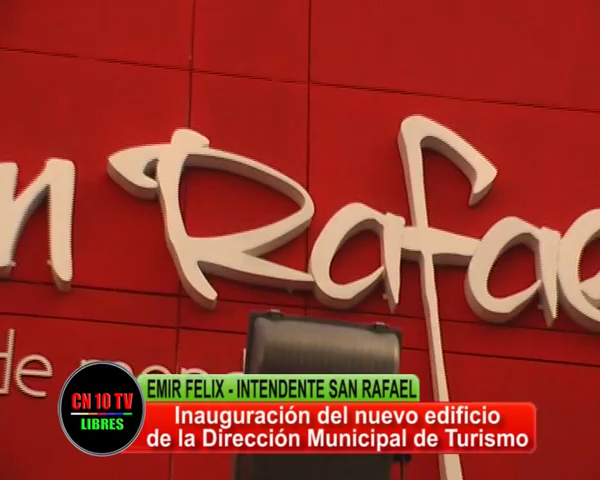 n Rafae
de mend
CN 10 TV
LIBRES
EMIR FELIX - INTENDENTE SAN RAFAEL
Inauguración del nuevo edificio
de la Dirección Municipal de Turismo